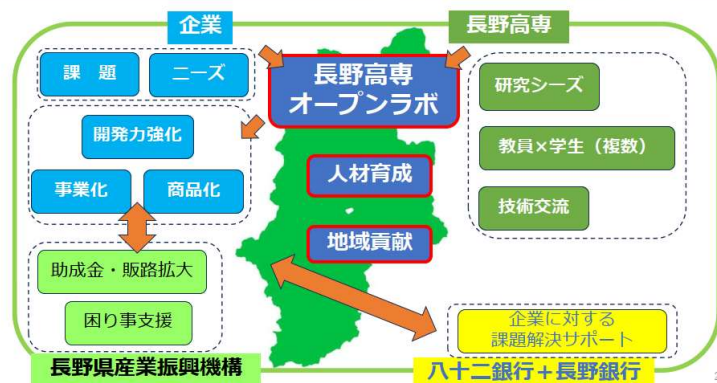 企業
長野高専
課 題
ニーズ
長野高専
オープンラボ
研究シーズ
開発力強化
教員×学生（複数）
人材育成
事業化
商品化
技術交流
地域貢献
助成金・販路拡大
困り事支援
企業に対する
課題解決サポート
長野県産業振興機構
八十二銀行＋長野銀行
2